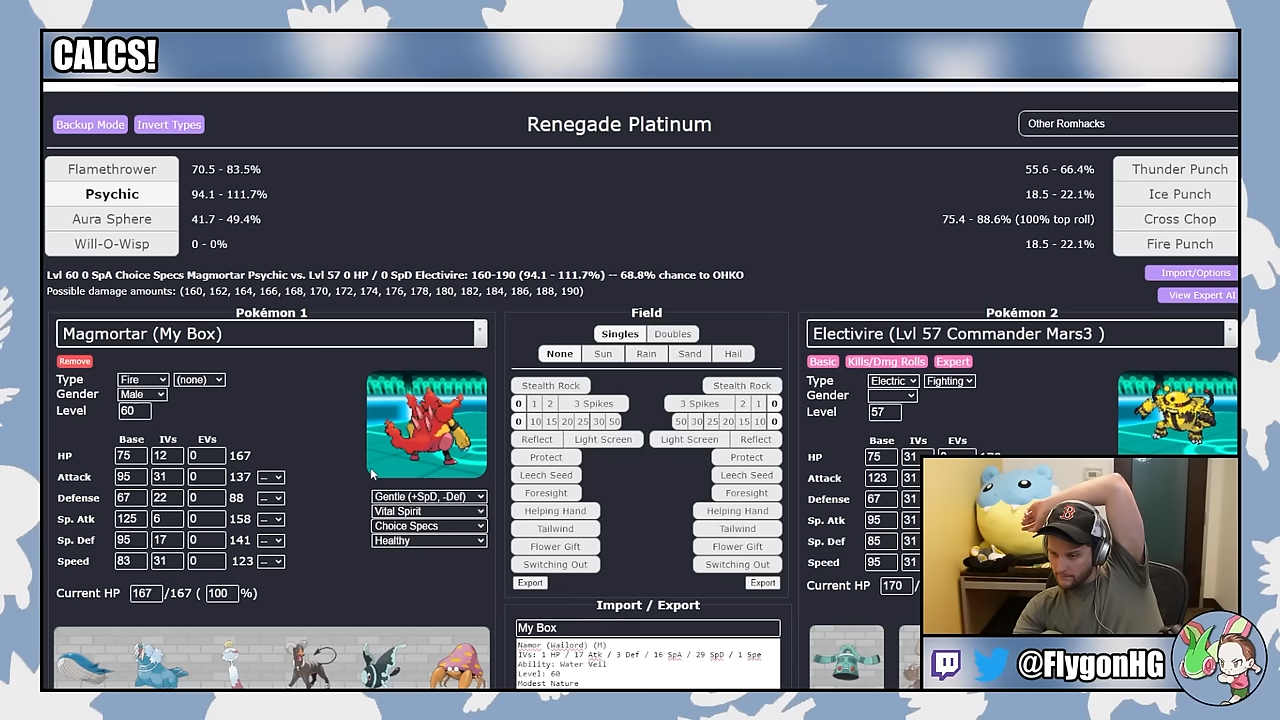 CALCS!
Backup Mode
Invert Types
Renegade Platinum
Other Romhacks
Flamethrower 70.5 - 83.5%
Psychic 94.1 - 111.7%
Aura Sphere 41.7 - 49.4%
Will-O-Wisp 0 - 0%
55.6 - 66.4% Thunder Punch
18.5 - 22.1% Ice Punch
75.4 - 88.6% (100% top roll) Cross Chop
18.5 - 22.1% Fire Punch
Lvl 60 0 SpA Choice Specs Magmortar Psychic vs. Lvl 57 0 HP / 0 SpD Electivire: 160-190 (94.1 - 111.7%) -- 68.8% chance to OHKO
Possible damage amounts: (160, 162, 164, 166, 168, 170, 172, 174, 176, 178, 180, 182, 184, 186, 188, 190)
Import/Options
View Expert AI
Pokémon 1
Magmortar (My Box)
Remove
Type Fire (none)
Gender Male
Level 60
Base IVs EVs
HP 75 12 0 167
Attack 95 31 0 137 --
Defense 67 22 0 88 --
Sp. Atk 125 6 0 158 --
Sp. Def 95 17 0 141 --
Speed 83 31 0 123 --
Gentle (+SpD, -Def)
Vital Spirit
Choice Specs
Healthy
Current HP 167 /167 ( 100 %)
Field
Singles Doubles
None Sun Rain Sand Hail
Stealth Rock Stealth Rock
0 1 2 3 Spikes 3 Spikes 2 1 0
0 10 15 20 25 30 50 50 30 25 20 15 10 0
Reflect Light Screen Light Screen Reflect
Protect Protect
Leech Seed Leech Seed
Foresight Foresight
Helping Hand Helping Hand
Tailwind Tailwind
Flower Gift Flower Gift
Switching Out Switching Out
Export Export
Import / Export
My Box
Namor (Wailord) (M)
IVs: 1 HP / 17 Atk / 3 Def / 16 SpA / 29 SpD / 1 Spe
Ability: Water Veil
Level: 60
Modest Nature
Pokémon 2
Electivire (Lvl 57 Commander Mars3 )
Basic Kills/Dmg Rolls Expert
Type Electric Fighting
Gender
Level 57
Base IVs EVs
HP 75 31
Attack 123 31
Defense 67 31
Sp. Atk 95 31
Sp. Def 85 31
Speed 95 31
Current HP 170 /
B
@FlygonHG